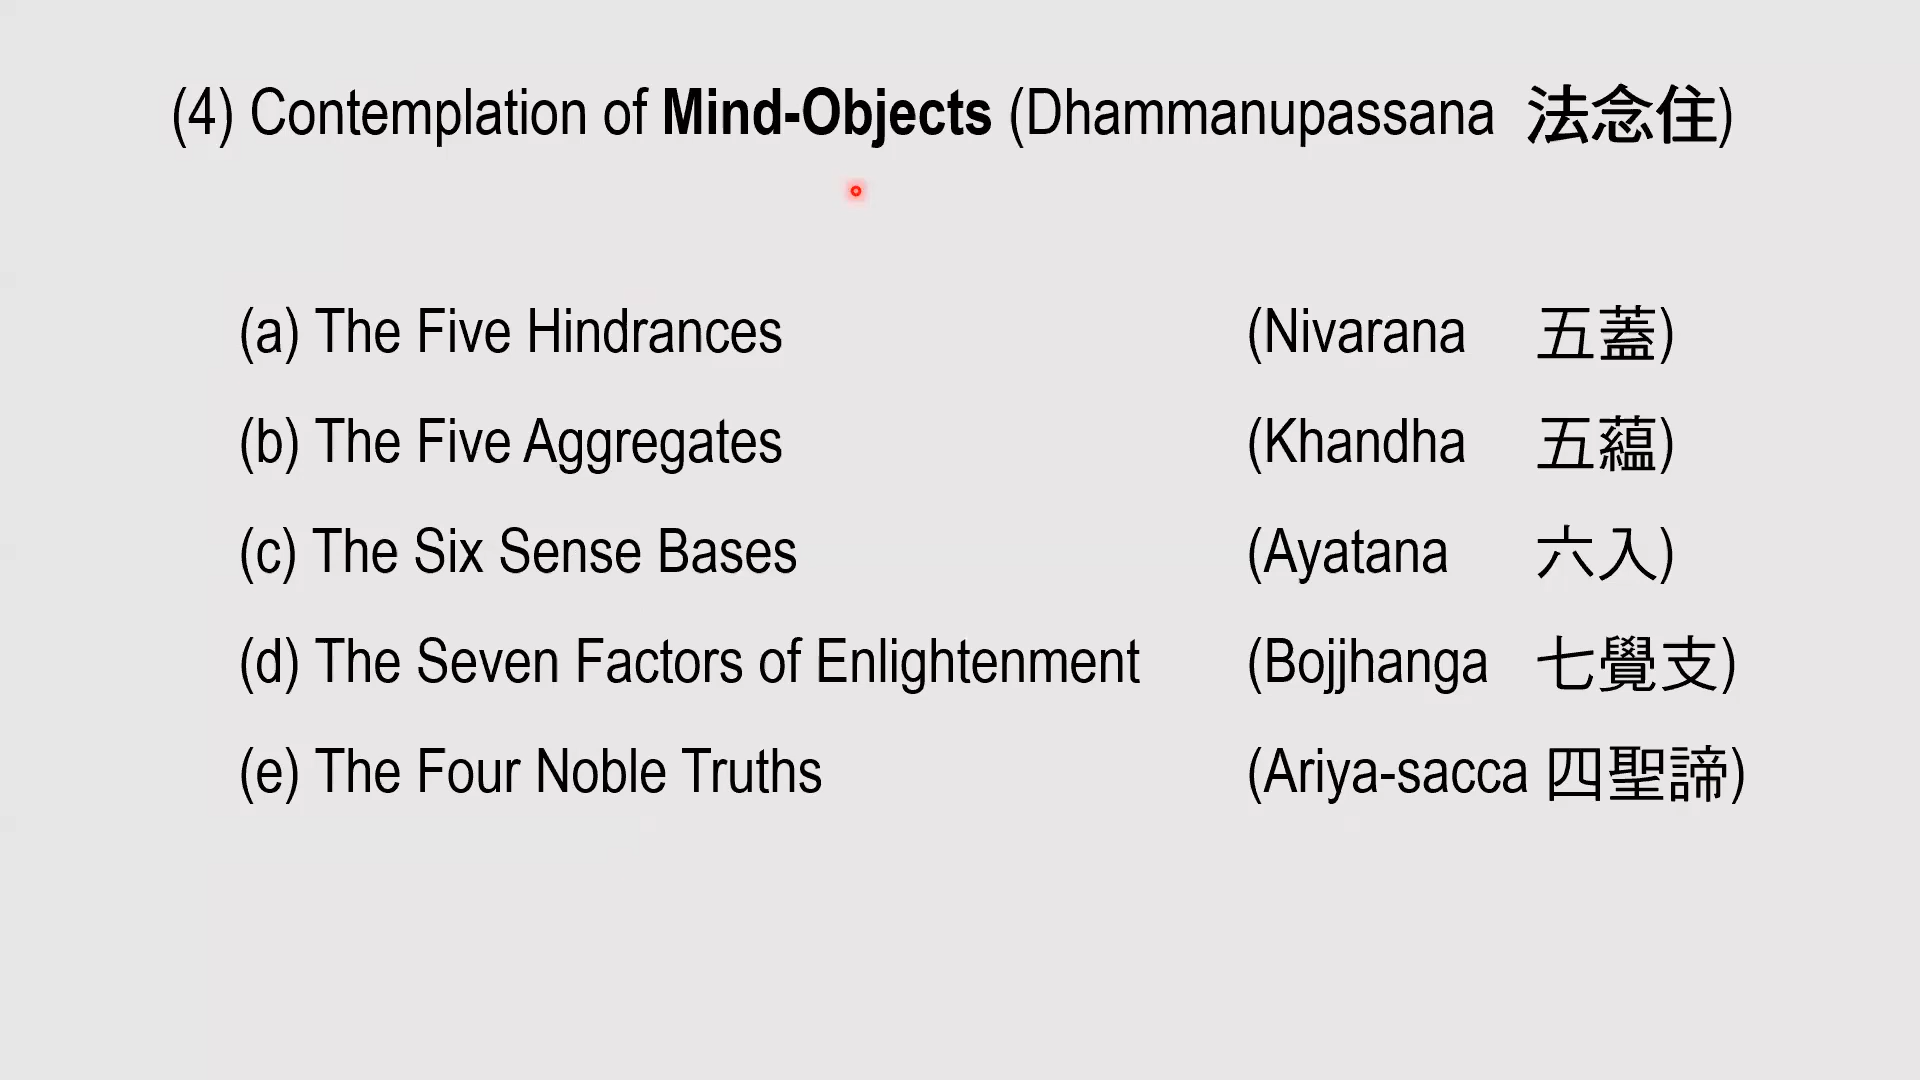 (4) Contemplation of Mind-Objects (Dhammanupassana 法念住)
(a) The Five Hindrances (Nivarana 五蓋)
(b) The Five Aggregates (Khandha 五蘊)
(c) The Six Sense Bases (Ayatana 六入)
(d) The Seven Factors of Enlightenment (Bojjhanga 七覺支)
(e) The Four Noble Truths (Ariya-sacca 四聖諦)